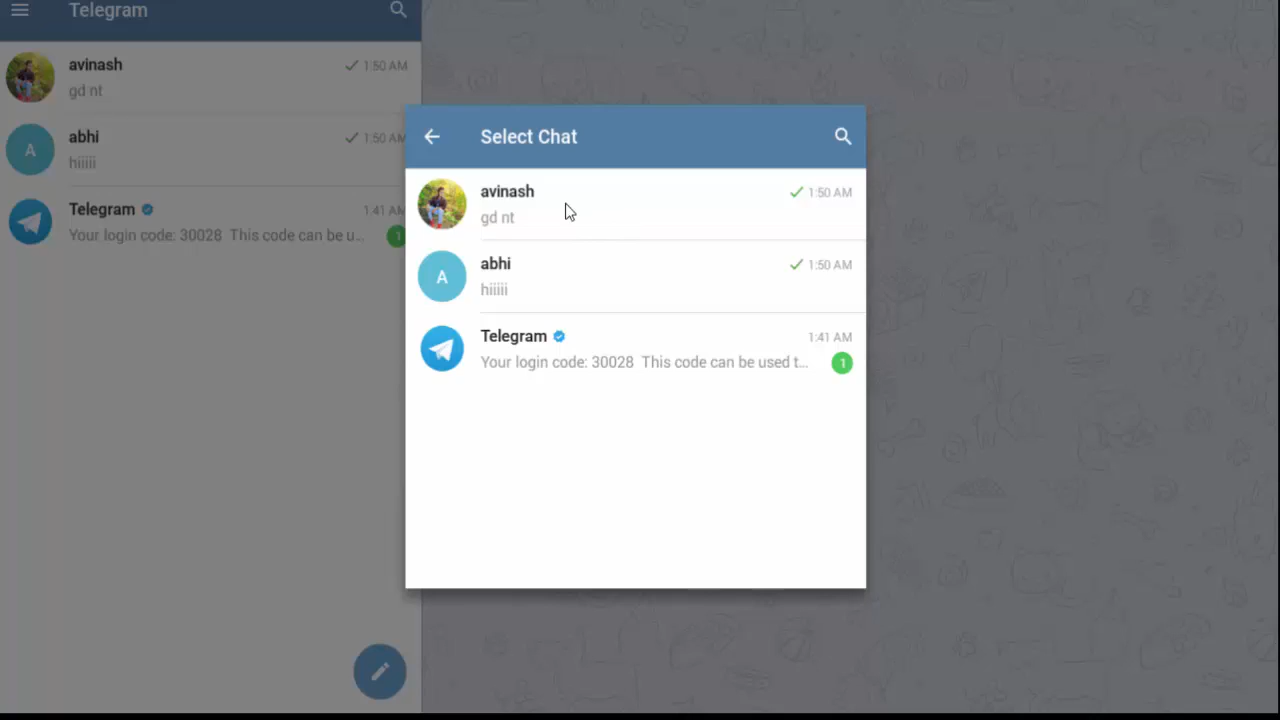 Telegram
avinash
1:50 AM
gd nt
A
abhi
1:50 AM
hiiiii
Telegram
1:41 AM
Your login code: 30028 This code can be u...
1
Select Chat
avinash
1:50 AM
gd nt
A
abhi
1:50 AM
hiiiii
Telegram
1:41 AM
Your login code: 30028 This code can be used t...
1